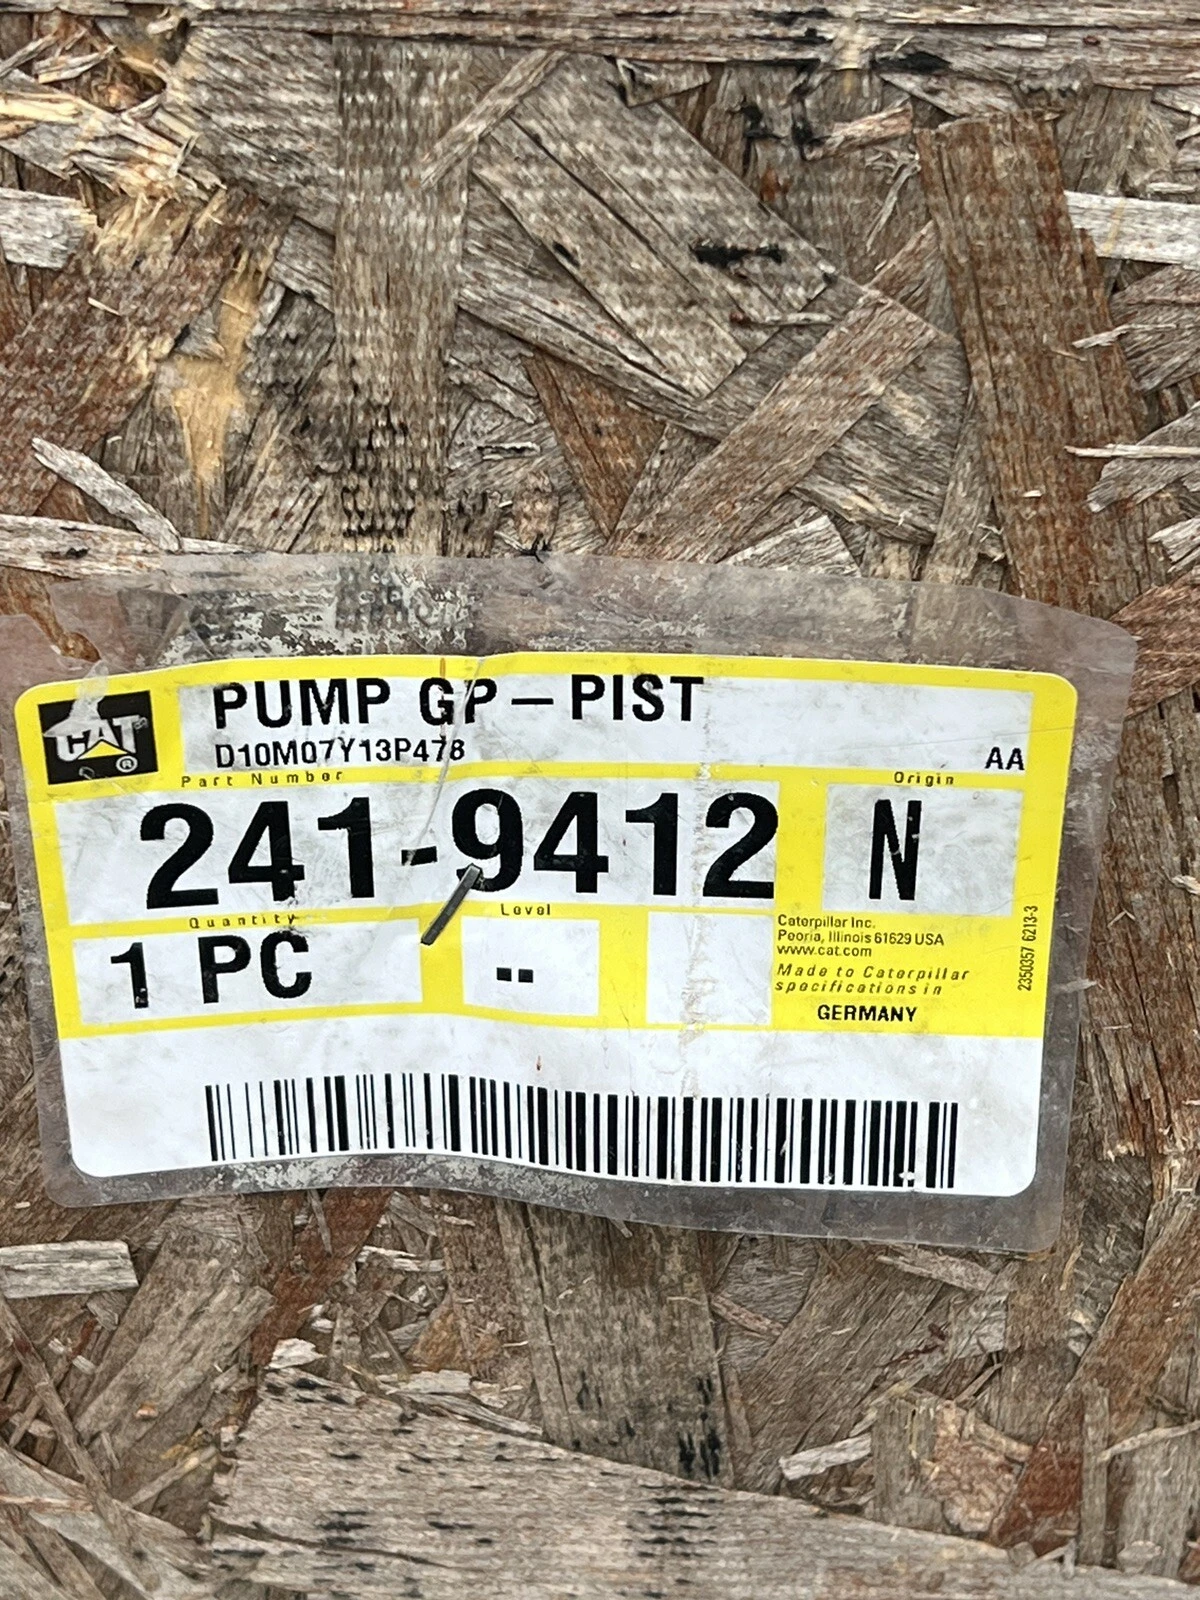 CAT®
PUMP GP – PIST
D10M07Y13P478
AA
Part Number
Origin
241-9412
N
Quantity
Level
1 PC
--
Caterpillar Inc.
Peoria, Illinois 61629 USA
www.cat.com
Made to Caterpillar
specifications in
GERMANY
2350357 6213-3